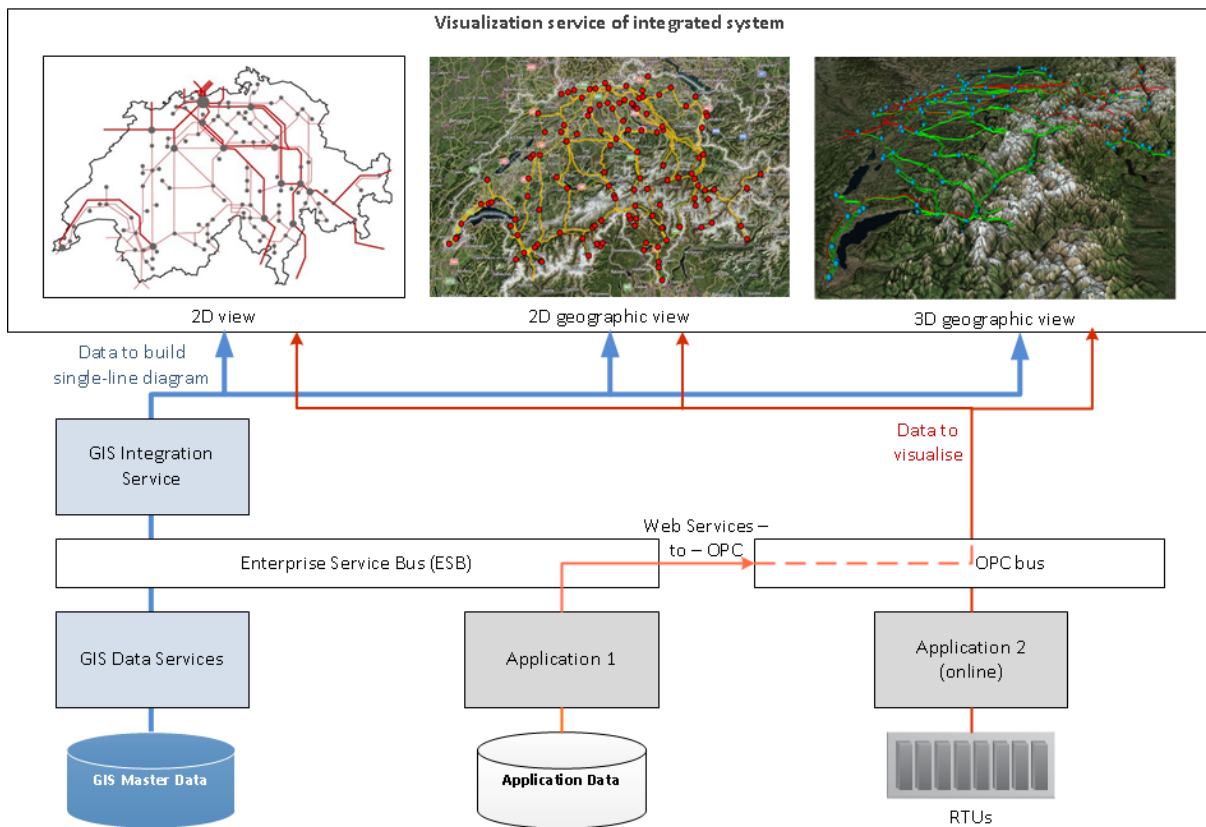 Visualization service of integrated system
2D view
2D geographic view
3D geographic view
Data to build
single-line diagram
Data to
visualise
GIS Integration
Service
Web Services –
to – OPC
Enterprise Service Bus (ESB)
OPC bus
GIS Data Services
Application 1
Application 2
(online)
GIS Master Data
Application Data
RTUs